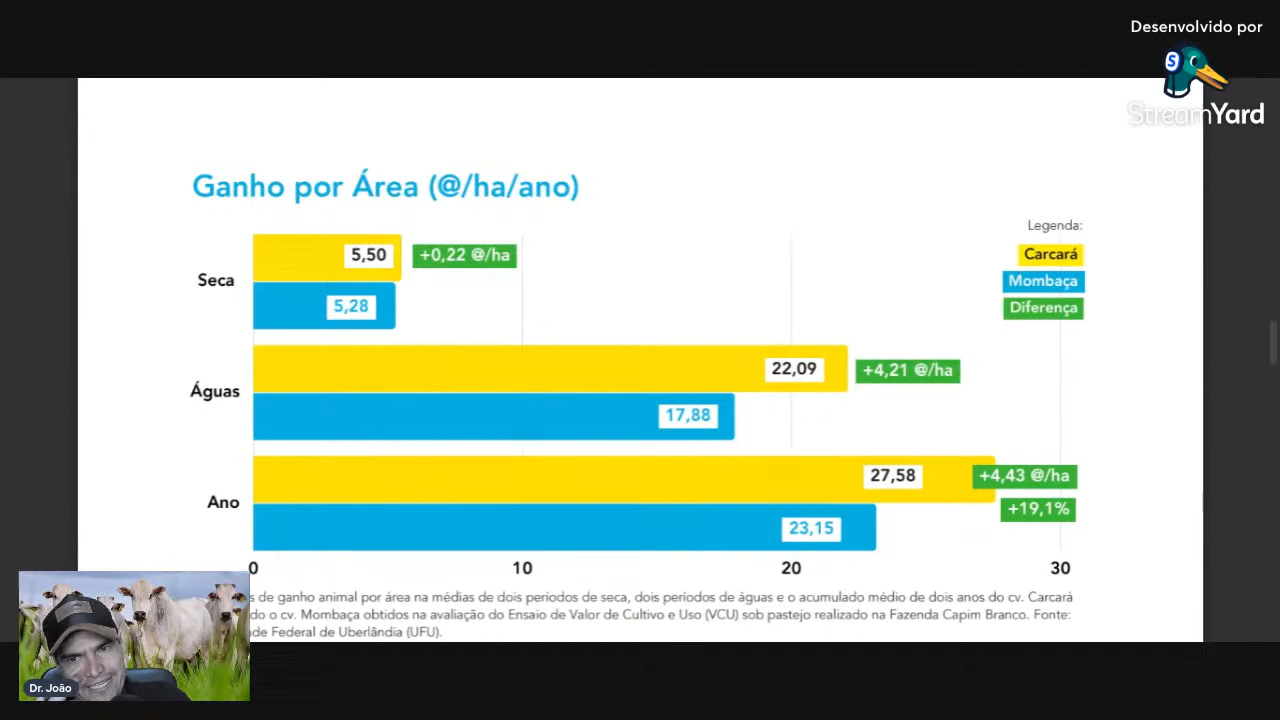 Desenvolvido por
StreamYard
Ganho por Área (@/ha/ano)
Legenda:
Carcará
Mombaça
Diferença
Seca
5,50
+0,22 @/ha
5,28
Águas
22,09
+4,21 @/ha
17,88
Ano
27,58
+4,43 @/ha
+19,1%
23,15
0 10 20 30
de ganho animal por área na médias de dois períodos de seca, dois períodos de águas e o acumulado médio de dois anos do cv. Carcará
o cv. Mombaça obtidos na avaliação do Ensaio de Valor de Cultivo e Uso (VCU) sob pastejo realizado na Fazenda Capim Branco. Fonte:
Federal de Uberlândia (UFU).
Dr. João